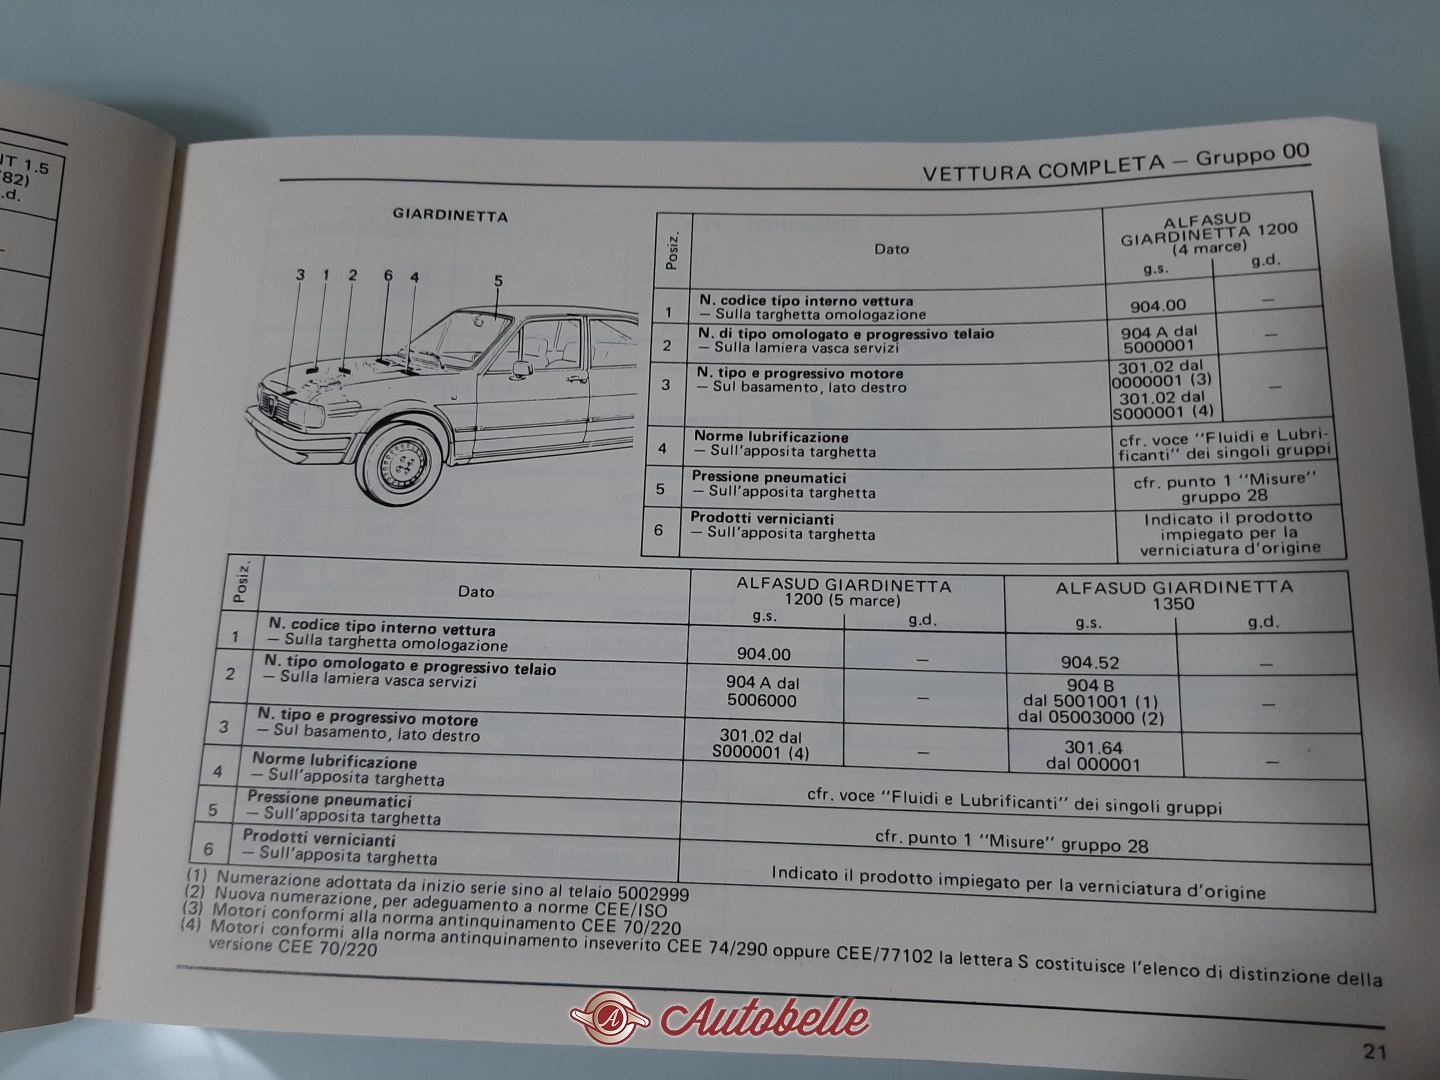 NT 1.5
'82)
.d.
VETTURA COMPLETA — Gruppo 00
GIARDINETTA
3 1 2 6 4 5
Posiz.
Dato
ALFASUD
GIARDINETTA 1200
(4 marce)
g.s. g.d.
1
N. codice tipo interno vettura
— Sulla targhetta omologazione
904.00 —
2
N. di tipo omologato e progressivo telaio
— Sulla lamiera vasca servizi
904 A dal
5000001
—
3
N. tipo e progressivo motore
— Sul basamento, lato destro
301.02 dal
0000001 (3)
301.02 dal
S000001 (4)
—
4
Norme lubrificazione
— Sull'apposita targhetta
cfr. voce "Fluidi e Lubri-
ficanti" dei singoli gruppi
5
Pressione pneumatici
— Sull'apposita targhetta
cfr. punto 1 "Misure"
gruppo 28
6
Prodotti vernicianti
— Sull'apposita targhetta
Indicato il prodotto
impiegato per la
verniciatura d'origine
Posiz.
Dato
ALFASUD GIARDINETTA
1200 (5 marce)
g.s. g.d.
ALFASUD GIARDINETTA
1350
g.s. g.d.
1
N. codice tipo interno vettura
— Sulla targhetta omologazione
904.00 — 904.52 —
2
N. tipo omologato e progressivo telaio
— Sulla lamiera vasca servizi
904 A dal
5006000
—
904 B
dal 5001001 (1)
dal 05003000 (2)
—
3
N. tipo e progressivo motore
— Sul basamento, lato destro
301.02 dal
S000001 (4)
—
301.64
dal 000001
—
4
Norme lubrificazione
— Sull'apposita targhetta
cfr. voce "Fluidi e Lubrificanti" dei singoli gruppi
5
Pressione pneumatici
— Sull'apposita targhetta
cfr. punto 1 "Misure" gruppo 28
6
Prodotti vernicianti
— Sull'apposita targhetta
Indicato il prodotto impiegato per la verniciatura d'origine
(1) Numerazione adottata da inizio serie sino al telaio 5002999
(2) Nuova numerazione, per adeguamento a norme CEE/ISO
(3) Motori conformi alla norma antinquinamento CEE 70/220
(4) Motori conformi alla norma antinquinamento inseverito CEE 74/290 oppure CEE/77102 la lettera S costituisce l'elenco di distinzione della
versione CEE 70/220
A Autobelle
21